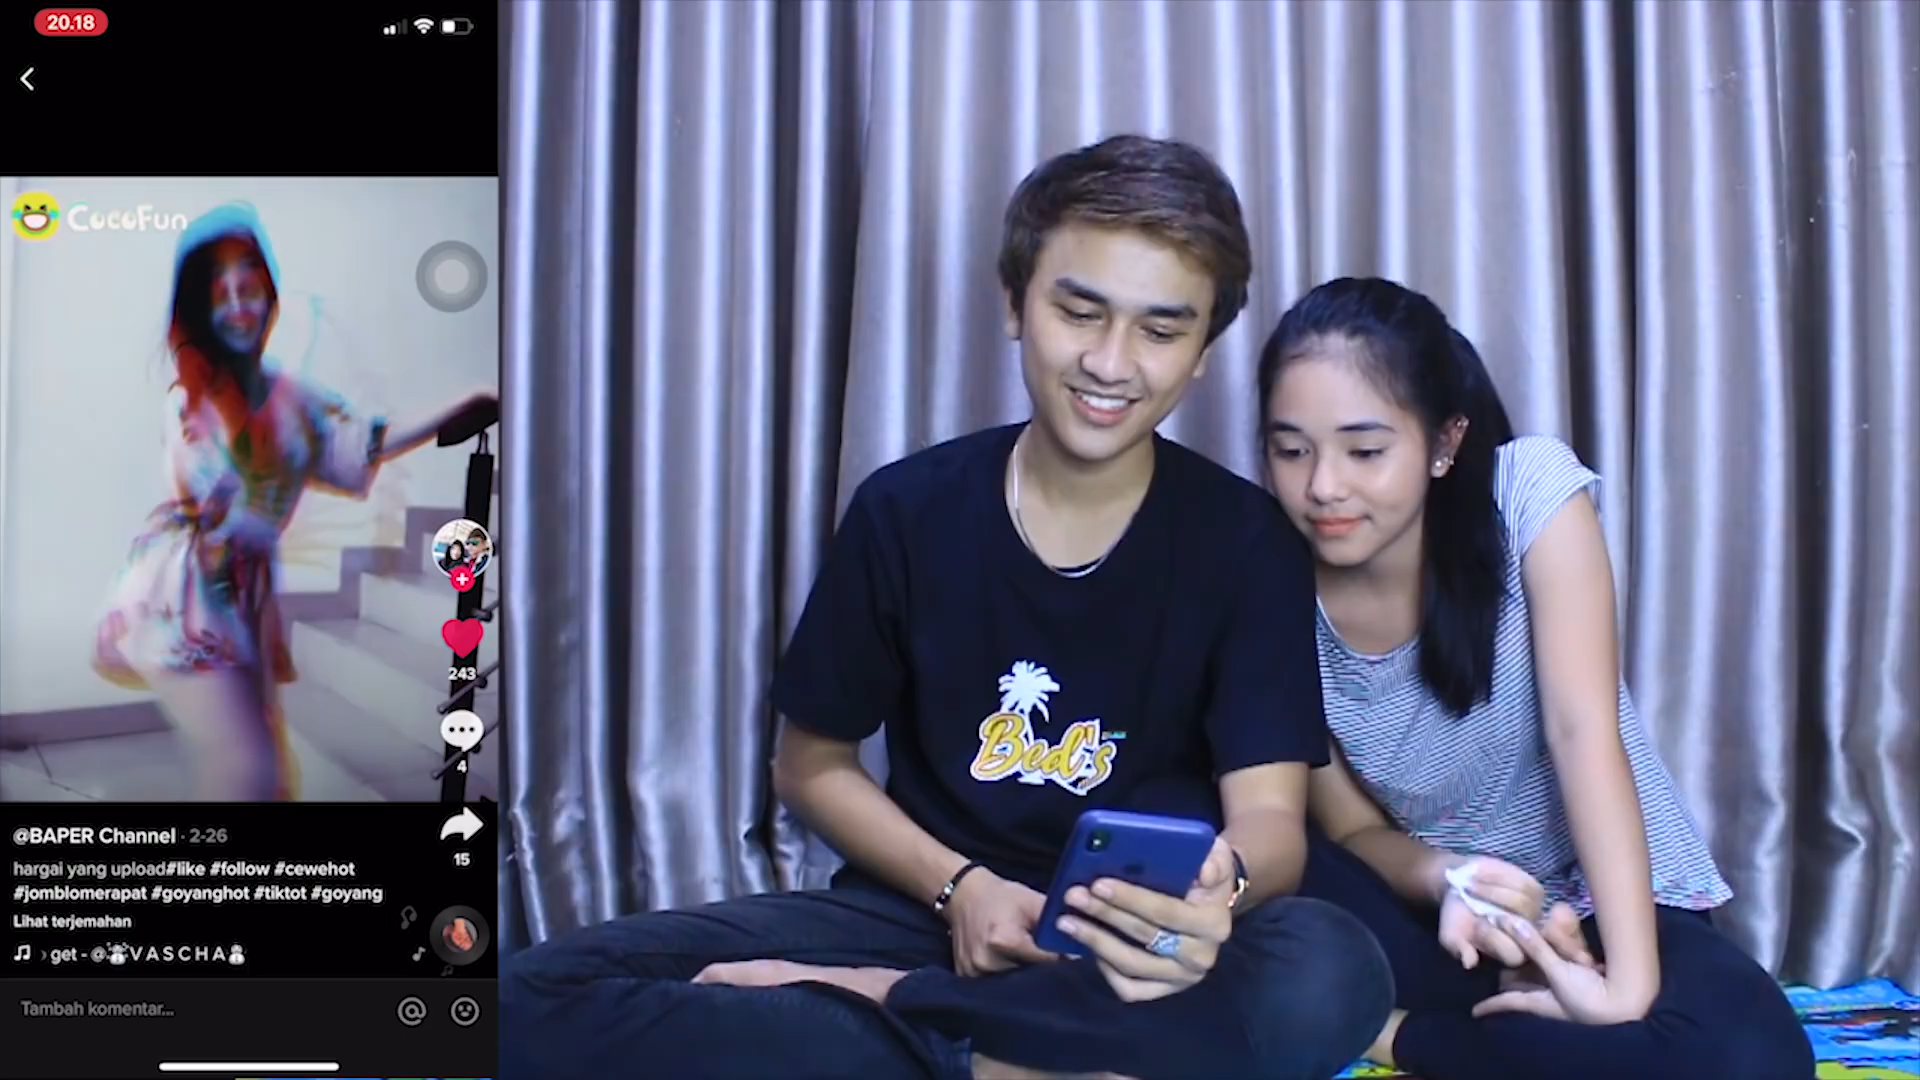 20.18
CocoFun
243
4
15
@BAPER Channel · 2-26
hargai yang upload#like #follow #cewehot
#jomblomerapat #goyanghot #tiktot #goyang
Lihat terjemahan
get - @⛄V A S C H A⛄
Tambah komentar...
Bed's